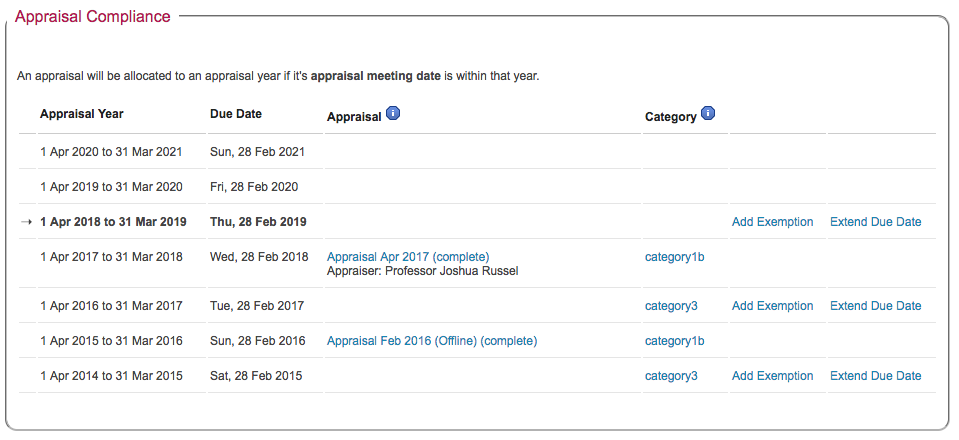 Appraisal Compliance
An appraisal will be allocated to an appraisal year if it's appraisal meeting date is within that year.
Appraisal Year Due Date Appraisal i Category i
1 Apr 2020 to 31 Mar 2021 Sun, 28 Feb 2021
1 Apr 2019 to 31 Mar 2020 Fri, 28 Feb 2020
→ 1 Apr 2018 to 31 Mar 2019 Thu, 28 Feb 2019 Add Exemption Extend Due Date
1 Apr 2017 to 31 Mar 2018 Wed, 28 Feb 2018 Appraisal Apr 2017 (complete) category1b
Appraiser: Professor Joshua Russel
1 Apr 2016 to 31 Mar 2017 Tue, 28 Feb 2017 category3 Add Exemption Extend Due Date
1 Apr 2015 to 31 Mar 2016 Sun, 28 Feb 2016 Appraisal Feb 2016 (Offline) (complete) category1b
1 Apr 2014 to 31 Mar 2015 Sat, 28 Feb 2015 category3 Add Exemption Extend Due Date